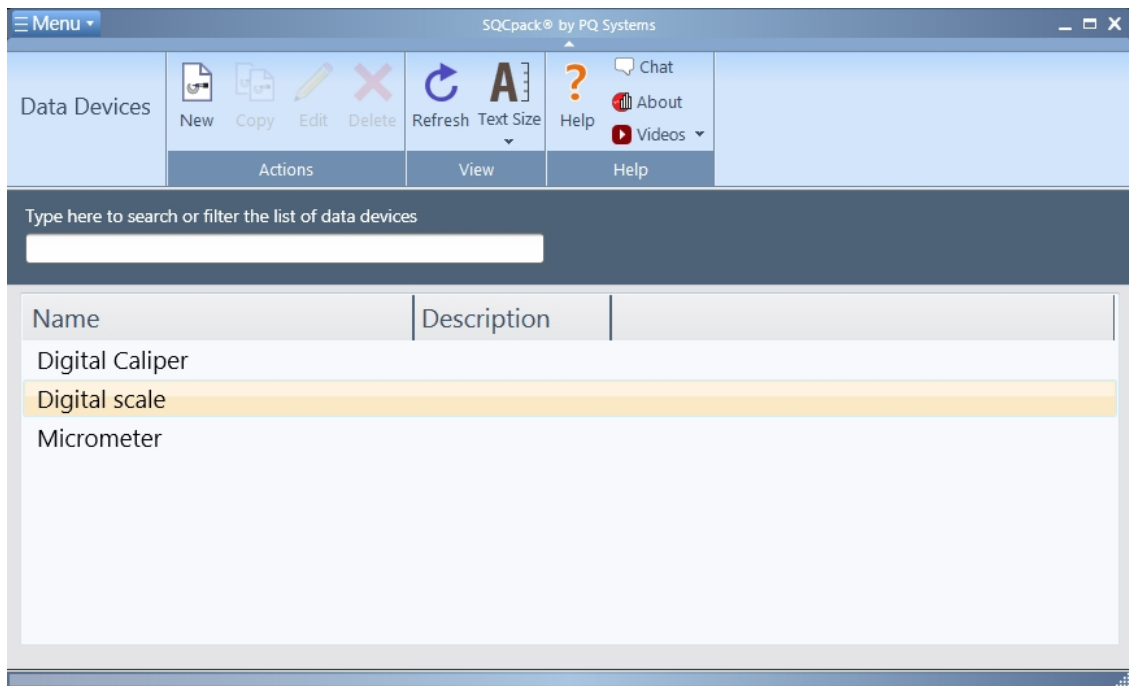 Menu
SQCpack® by PQ Systems
Data Devices
New
Copy
Edit
Delete
Actions
Refresh
Text Size
View
Help
Chat
About
Videos
Help
Type here to search or filter the list of data devices
Name
Description
Digital Caliper
Digital scale
Micrometer